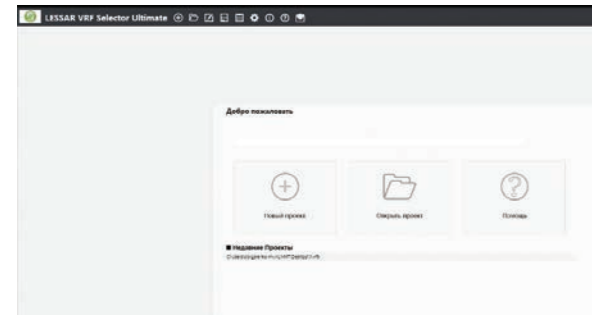 LESSAR VRF Selector Ultimate
Добро пожаловать
Новый проект
Открыть проект
Помощь
Недавние Проекты